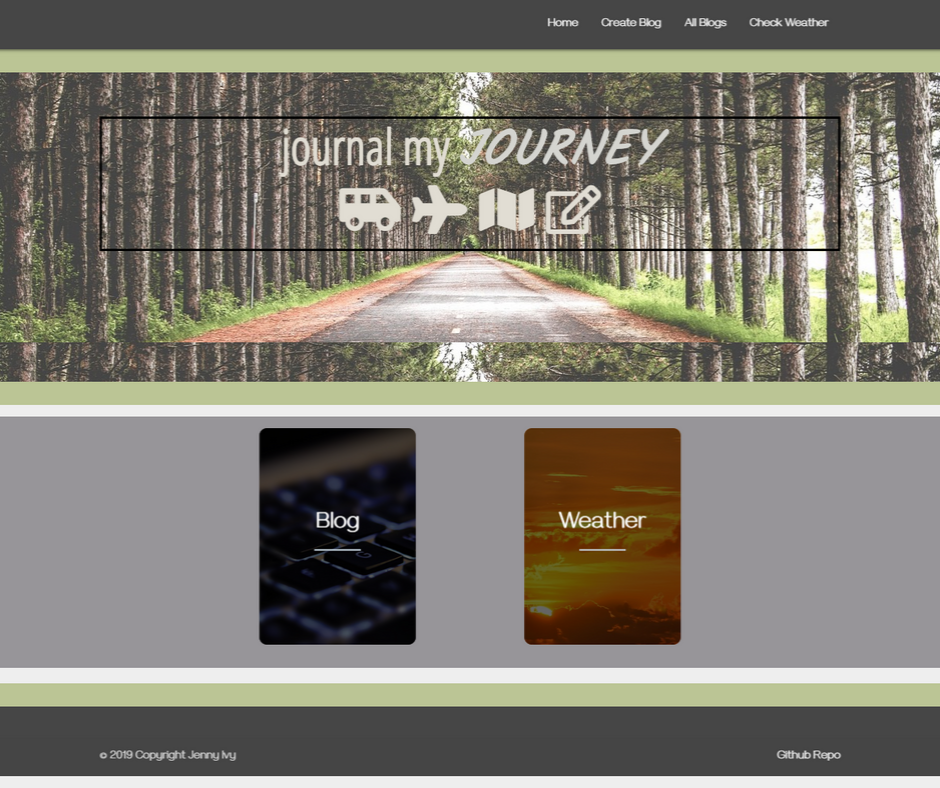 Home Create Blog All Blogs Check Weather
journal my JOURNEY
Blog Weather
© 2019 Copyright Jenny Ivy Github Repo